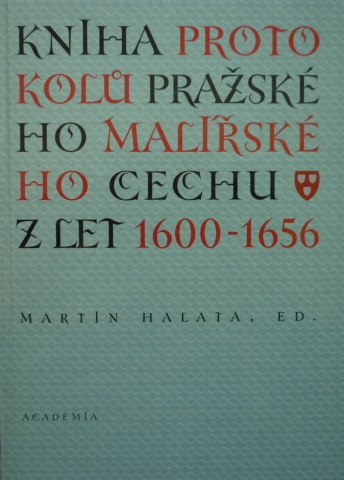 KNIHA PROTO
KOLŮ PRAŽSKÉ
HO MALÍŘSKÉ
HO CECHU
Z LET 1600-1656
MARTIN HALATA, ED.
ACADEMIA